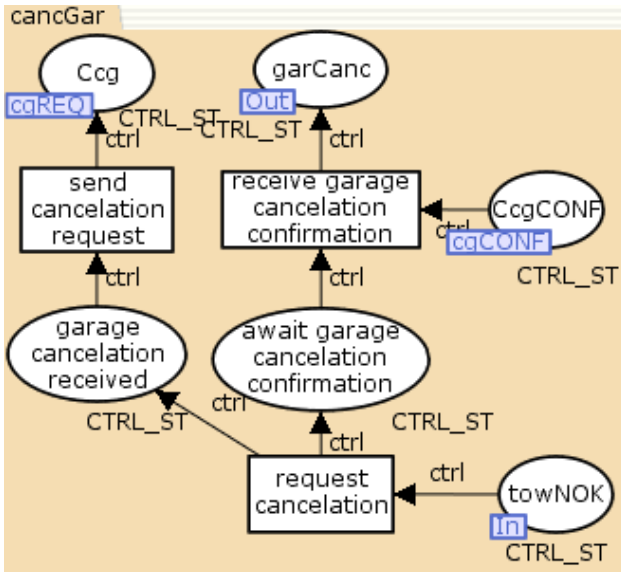 cancGar
Ccg
garCanc
cgREQ
Out
CTRL_ST
CTRL_ST
ctrl
ctrl
send
cancelation
request
receive garage
cancelation
confirmation
CcgCONF
ctrl
cgCONF
CTRL_ST
ctrl
ctrl
garage
cancelation
received
await garage
cancelation
confirmation
ctrl
CTRL_ST
CTRL_ST
ctrl
request
cancelation
ctrl
towNOK
In
CTRL_ST